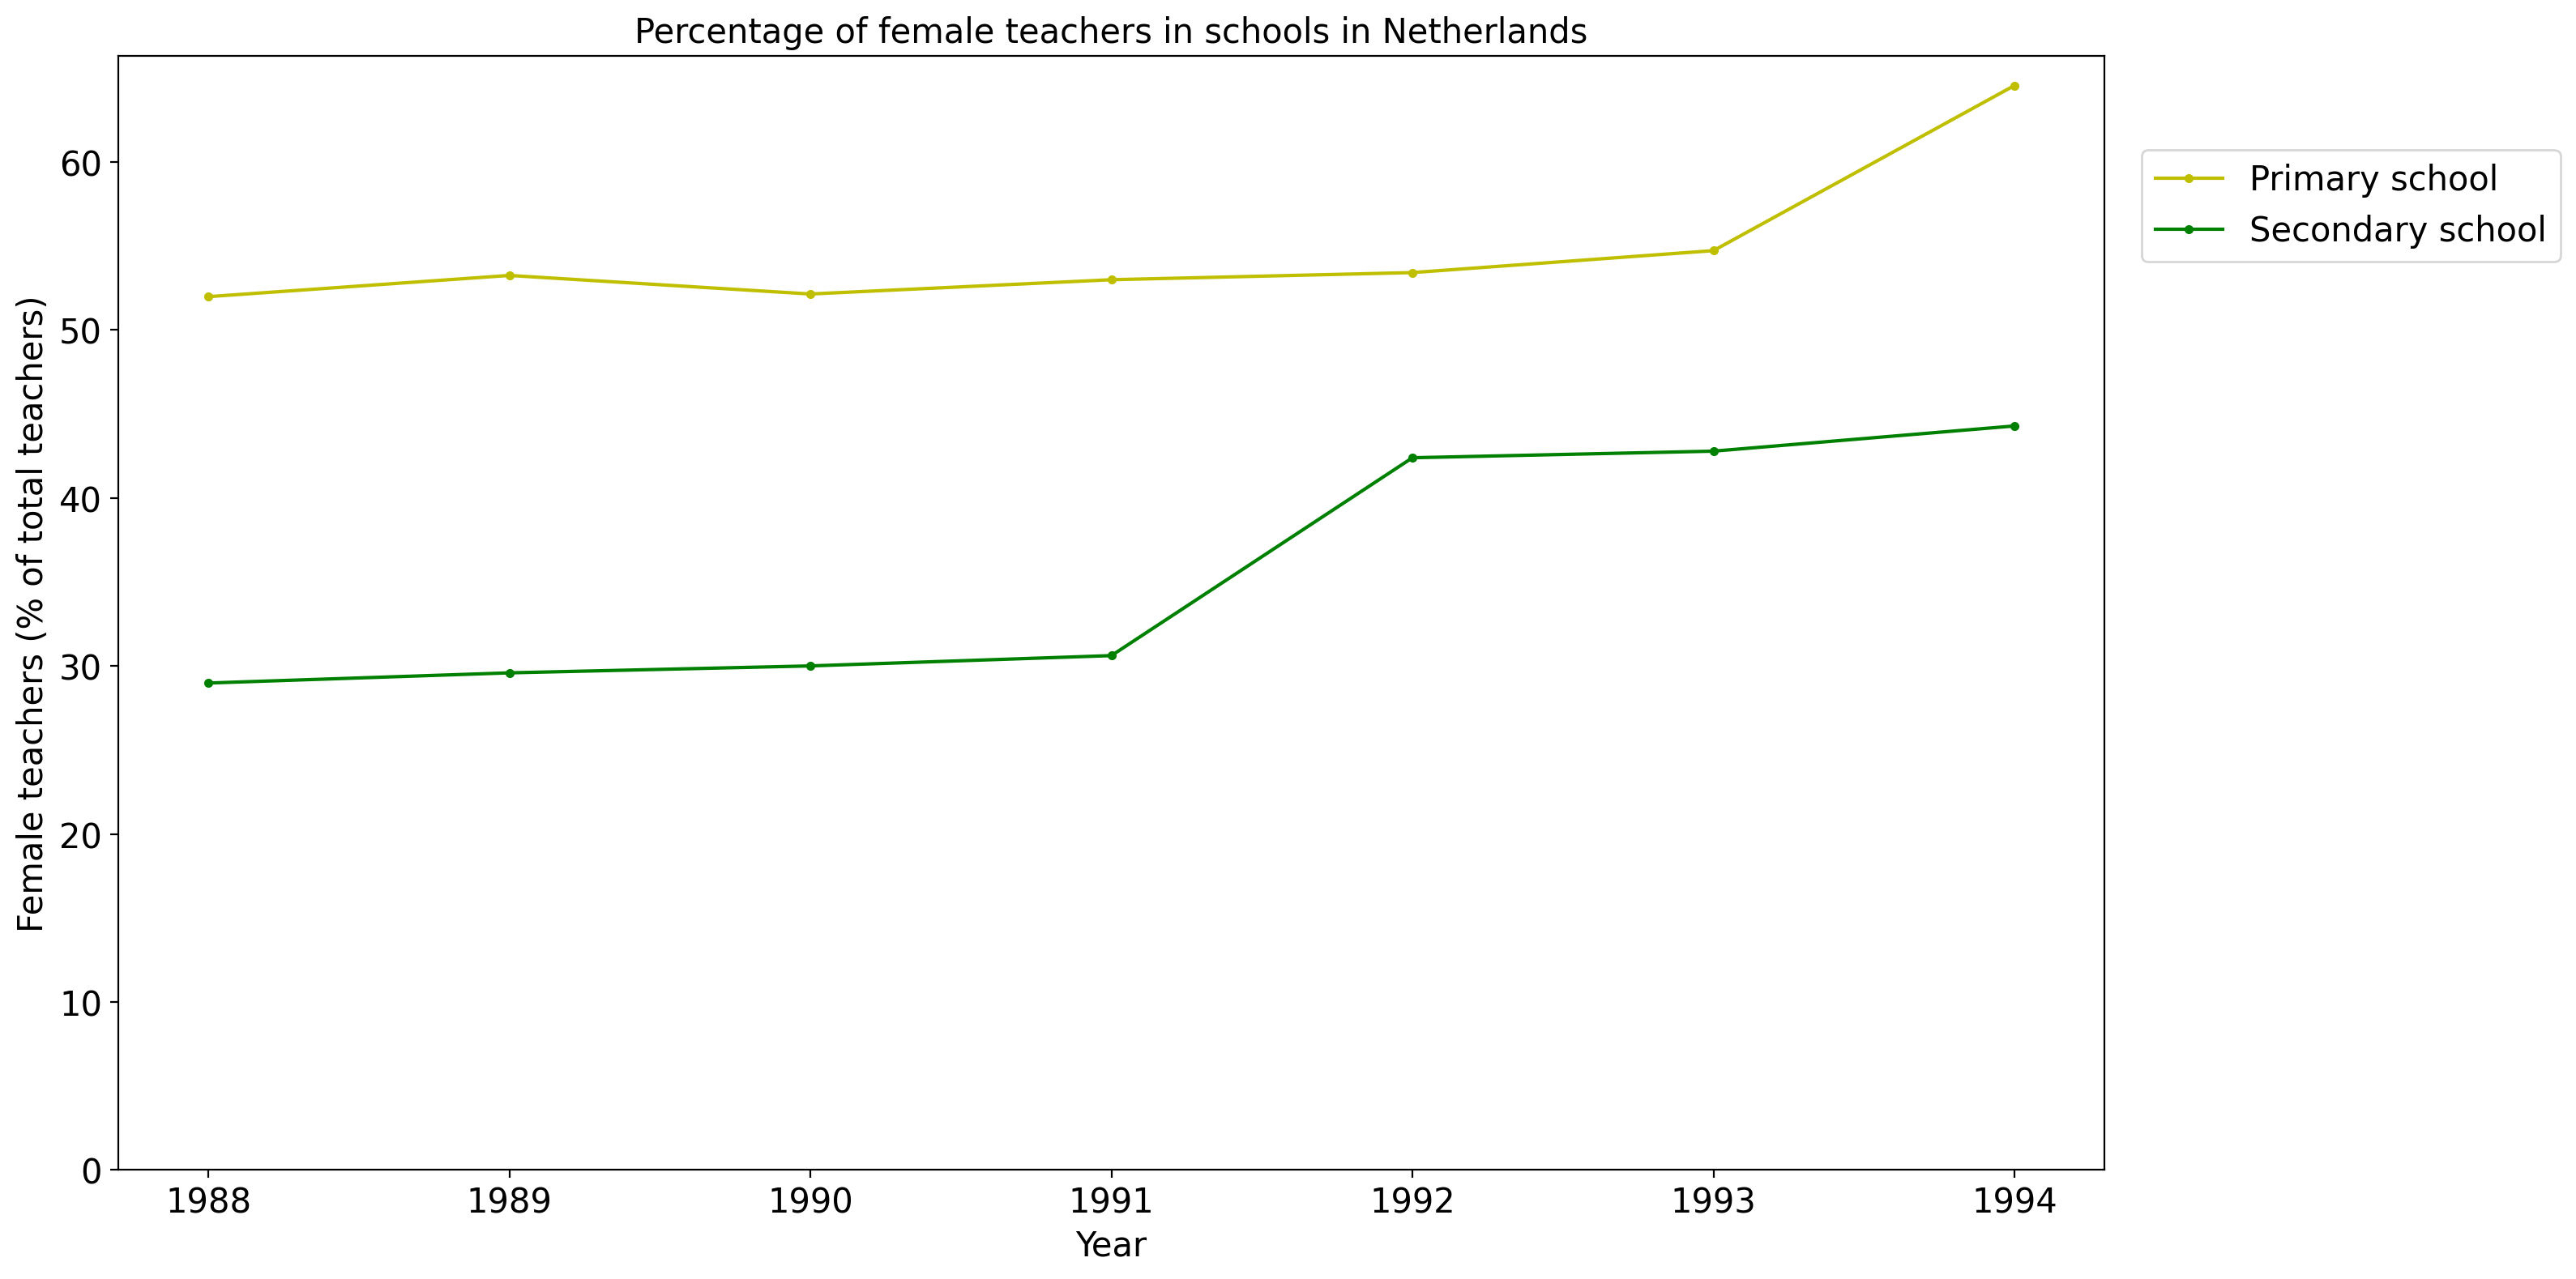 Percentage of female teachers in schools in Netherlands
Female teachers (% of total teachers)
60
50
40
30
20
10
0
1988 1989 1990 1991 1992 1993 1994
Year
Primary school
Secondary school